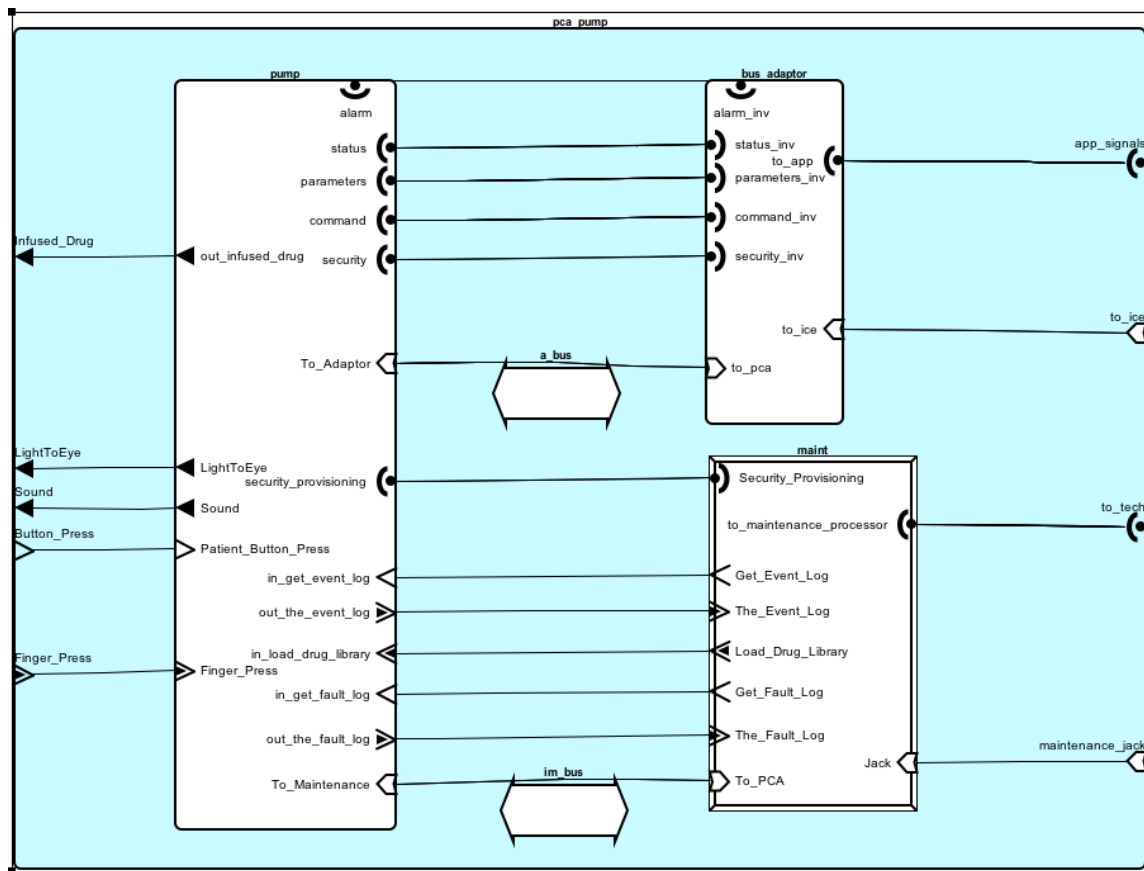 pca_pump
pump
bus_adaptor
alarm
alarm_inv
status
status_inv
app_signals
to_app
parameters
parameters_inv
command
command_inv
Infused_Drug
out_infused_drug
security
security_inv
to_ice
to_ice
a_bus
To_Adaptor
to_pca
maint
LightToEye
LightToEye
security_provisioning
Security_Provisioning
Sound
Sound
to_tech
to_maintenance_processor
Button_Press
Patient_Button_Press
in_get_event_log
Get_Event_Log
out_the_event_log
The_Event_Log
in_load_drug_library
Load_Drug_Library
Finger_Press
Finger_Press
in_get_fault_log
Get_Fault_Log
out_the_fault_log
The_Fault_Log
maintenance_jack
Jack
im_bus
To_Maintenance
To_PCA